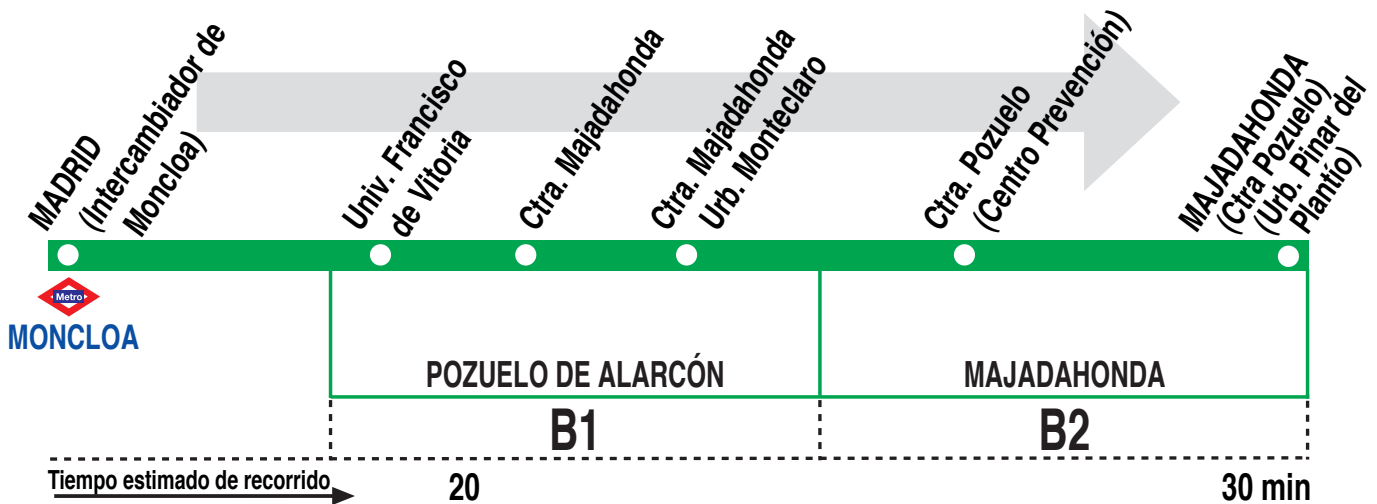 MADRID
(Intercambiador de
Moncloa)
Univ. Francisco
de Vitoria
Ctra. Majadahonda
Ctra. Majadahonda
Urb. Monteclaro
Ctra. Pozuelo
(Centro Prevención)
MAJADAHONDA
(Ctra Pozuelo)
(Urb. Pinar del
Plantío)
Metro
MONCLOA
POZUELO DE ALARCÓN
MAJADAHONDA
B1
B2
Tiempo estimado de recorrido
20
30 min